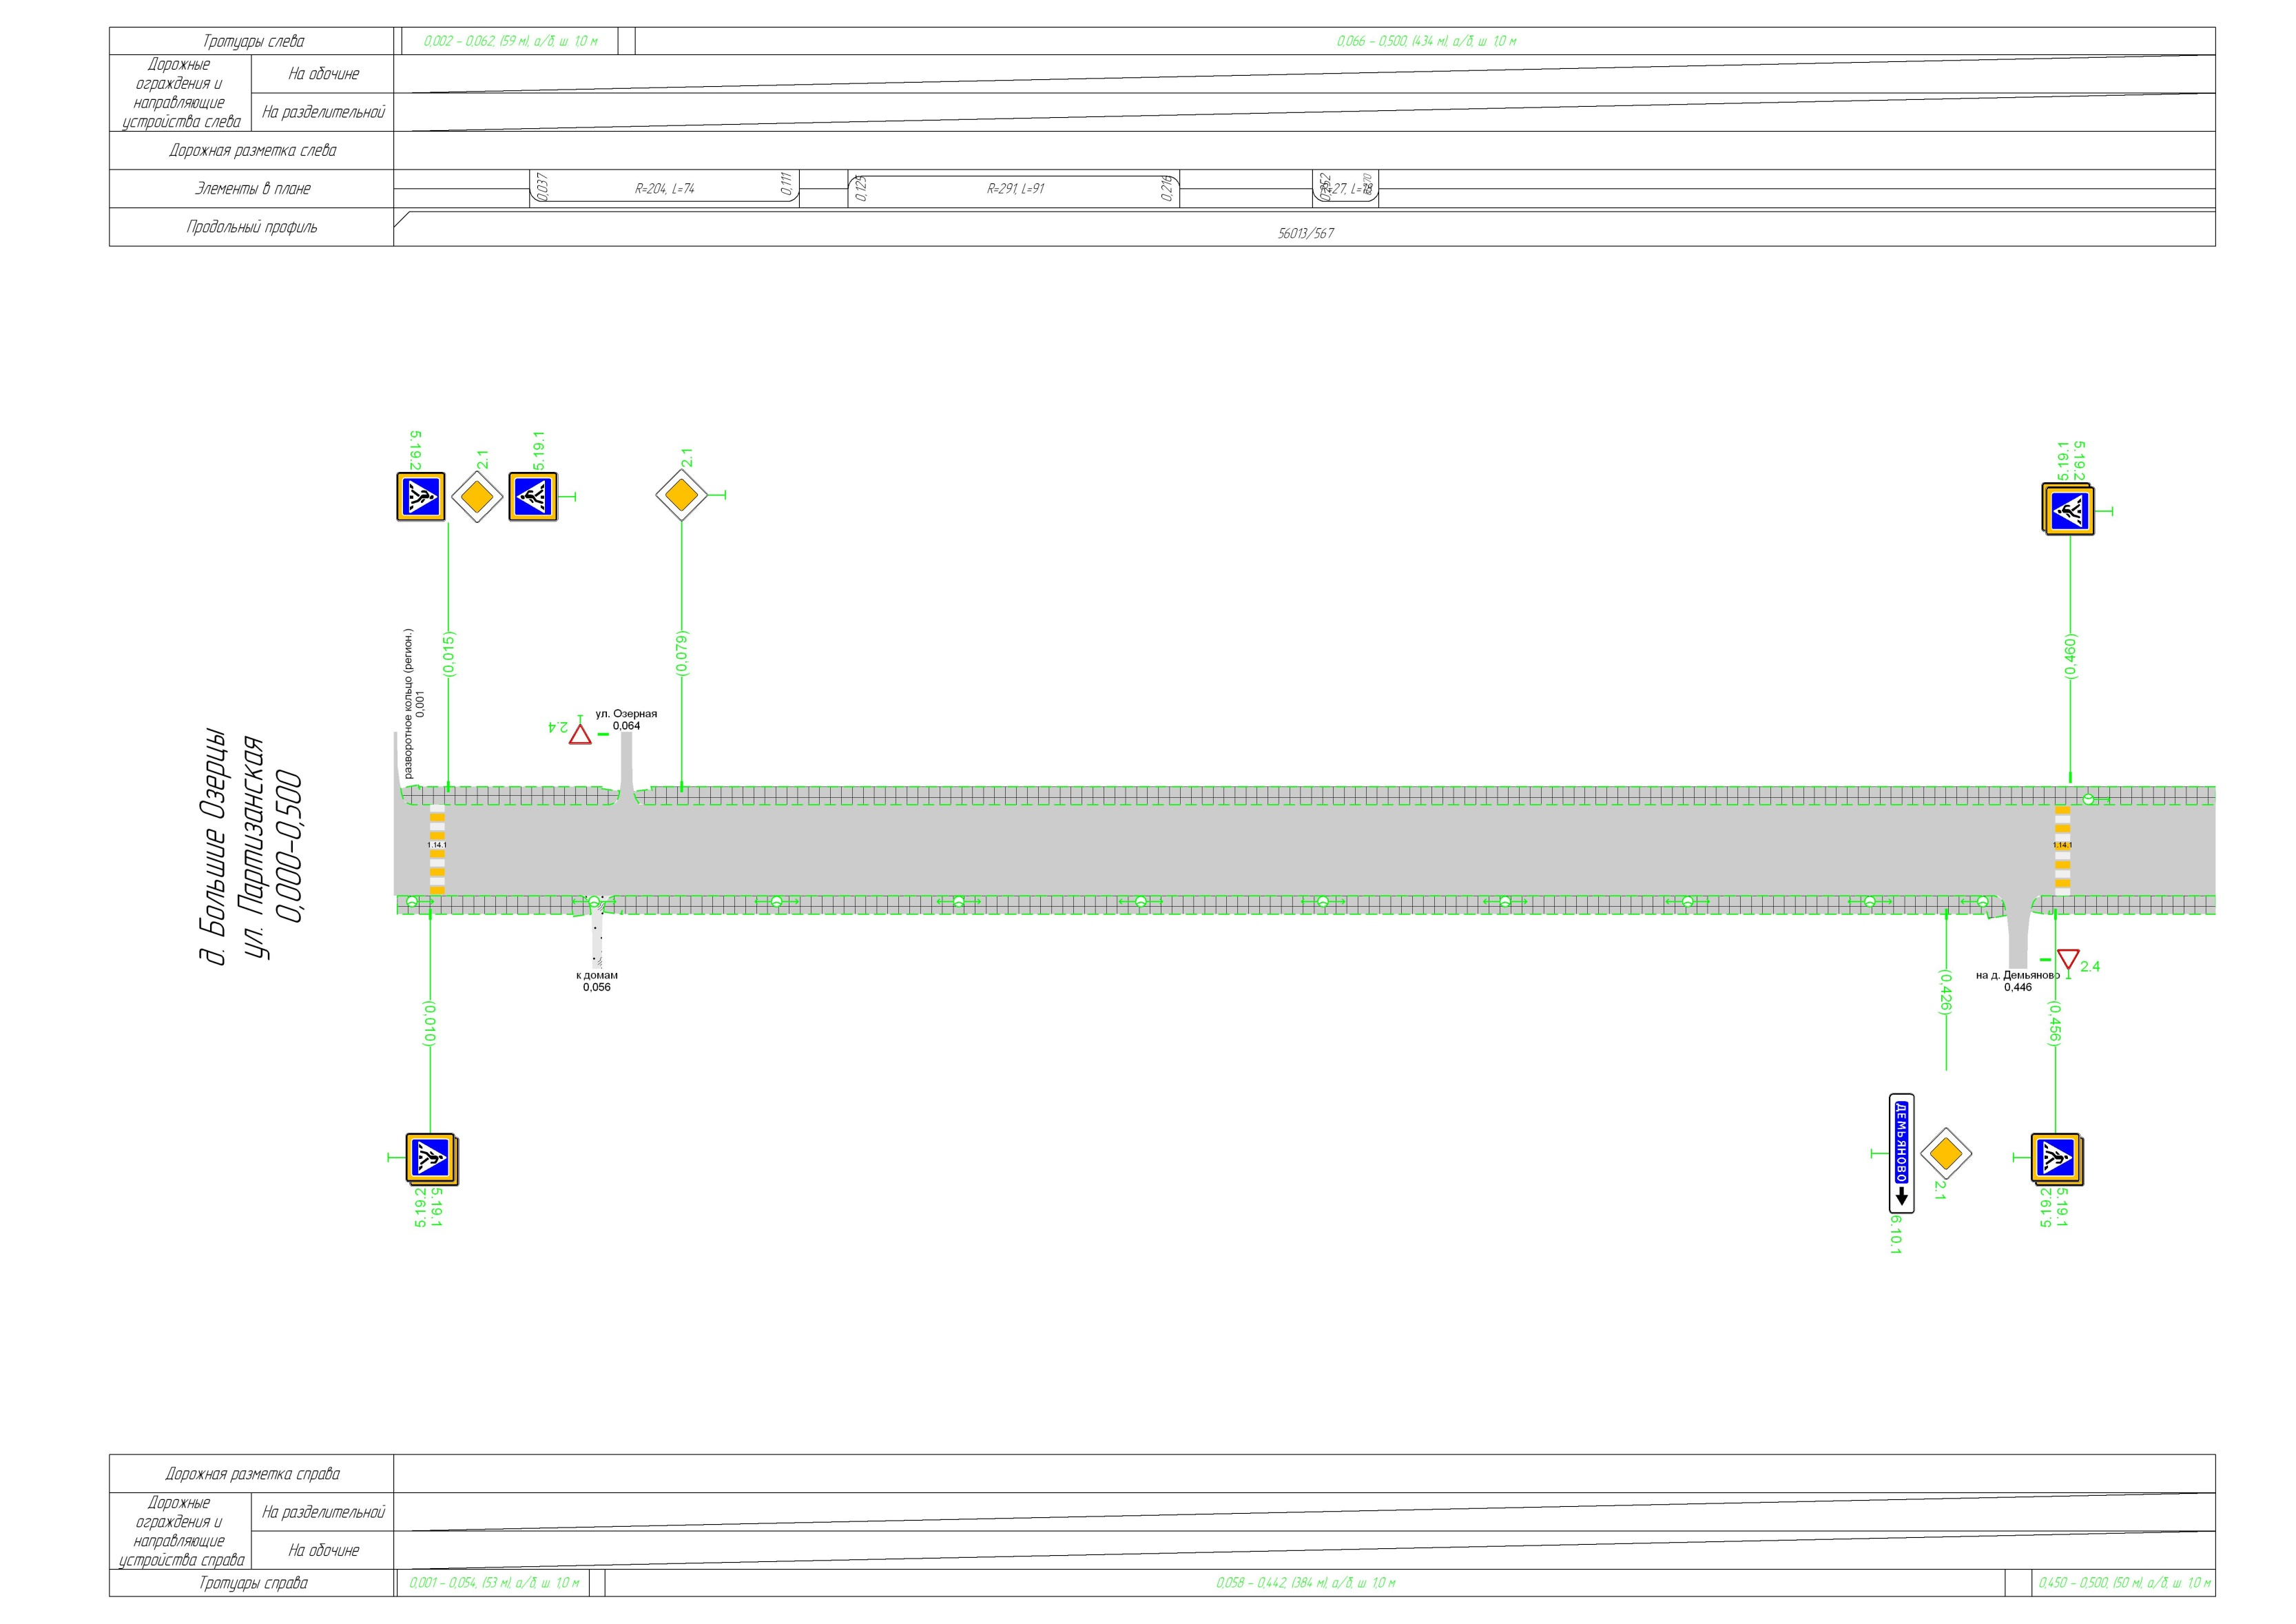 Тротуары слева
0,002 – 0,062, (59 м), а/б, ш. 1,0 м
0,066 – 0,500, (434 м), а/б, ш. 1,0 м
Дорожные
ограждения и
направляющие
устройства слева
На обочине
На разделительной
Дорожная разметка слева
Элементы в плане
0,037
R=204, L=74
0,111
0,125
R=291, L=91
0,216
0,252
Продольный профиль
56013/567
5.19.2
2.1
5.19.1
2.1
5.19.1
5.19.2
(0,015)
(0,079)
(0,460)
разворотное кольцо (регион.)
0,001
2.4
ул. Озерная
0,064
д. Большие Озерцы
ул. Партизанская
0,000-0,500
1.14.1
1.14.1
к домам
0,056
на д. Демьяново
0,446
2.4
(0,010)
(0,426)
(0,456)
ДЕМЬЯНОВО
5.19.2
5.19.1
6.10.1
2.1
5.19.2
5.19.1
Дорожная разметка справа
Дорожные
ограждения и
направляющие
устройства справа
На разделительной
На обочине
Тротуары справа
0,001 – 0,054, (53 м), а/б, ш. 1,0 м
0,058 – 0,442, (384 м), а/б, ш. 1,0 м
0,450 – 0,500, (50 м), а/б, ш. 1,0 м